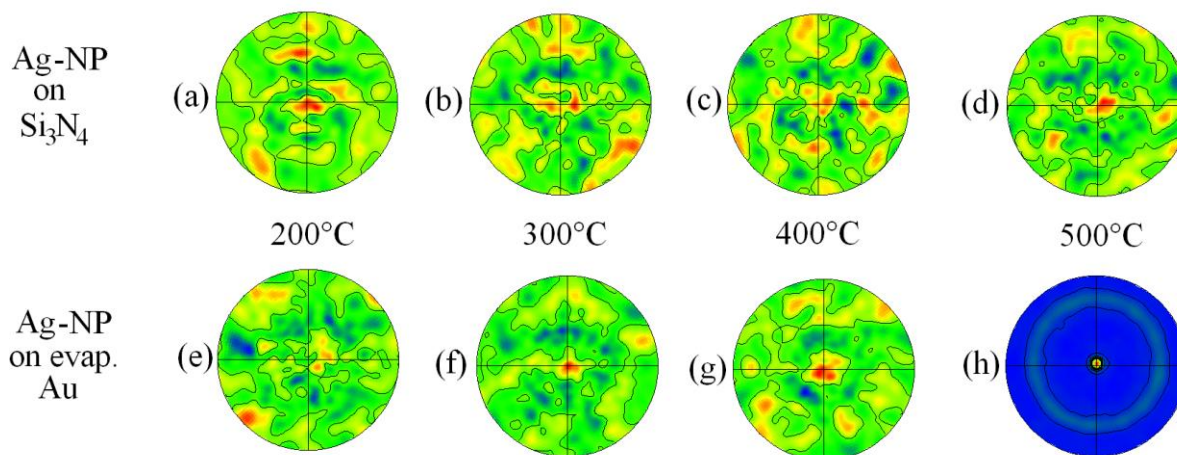 Ag-NP
on
Si₃N₄
(a)
(b)
(c)
(d)
200°C
300°C
400°C
500°C
Ag-NP
on evap.
Au
(e)
(f)
(g)
(h)